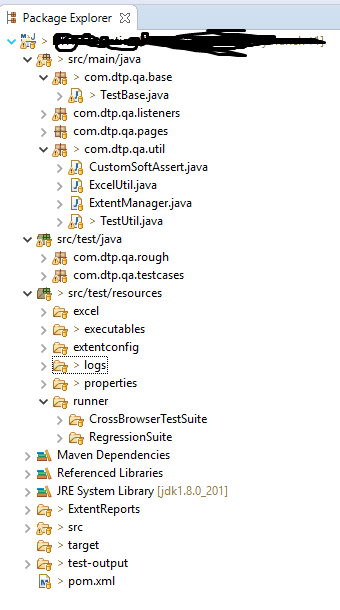 Package Explorer
src/main/java
com.dtp.qa.base
> TestBase.java
com.dtp.qa.listeners
com.dtp.qa.pages
com.dtp.qa.util
CustomSoftAssert.java
ExcelUtil.java
ExtentManager.java
> TestUtil.java
src/test/java
com.dtp.qa.rough
com.dtp.qa.testcases
> src/test/resources
excel
> executables
extentconfig
> logs
> properties
runner
CrossBrowserTestSuite
RegressionSuite
Maven Dependencies
Referenced Libraries
JRE System Library [jdk1.8.0_201]
> ExtentReports
> src
target
> test-output
> pom.xml